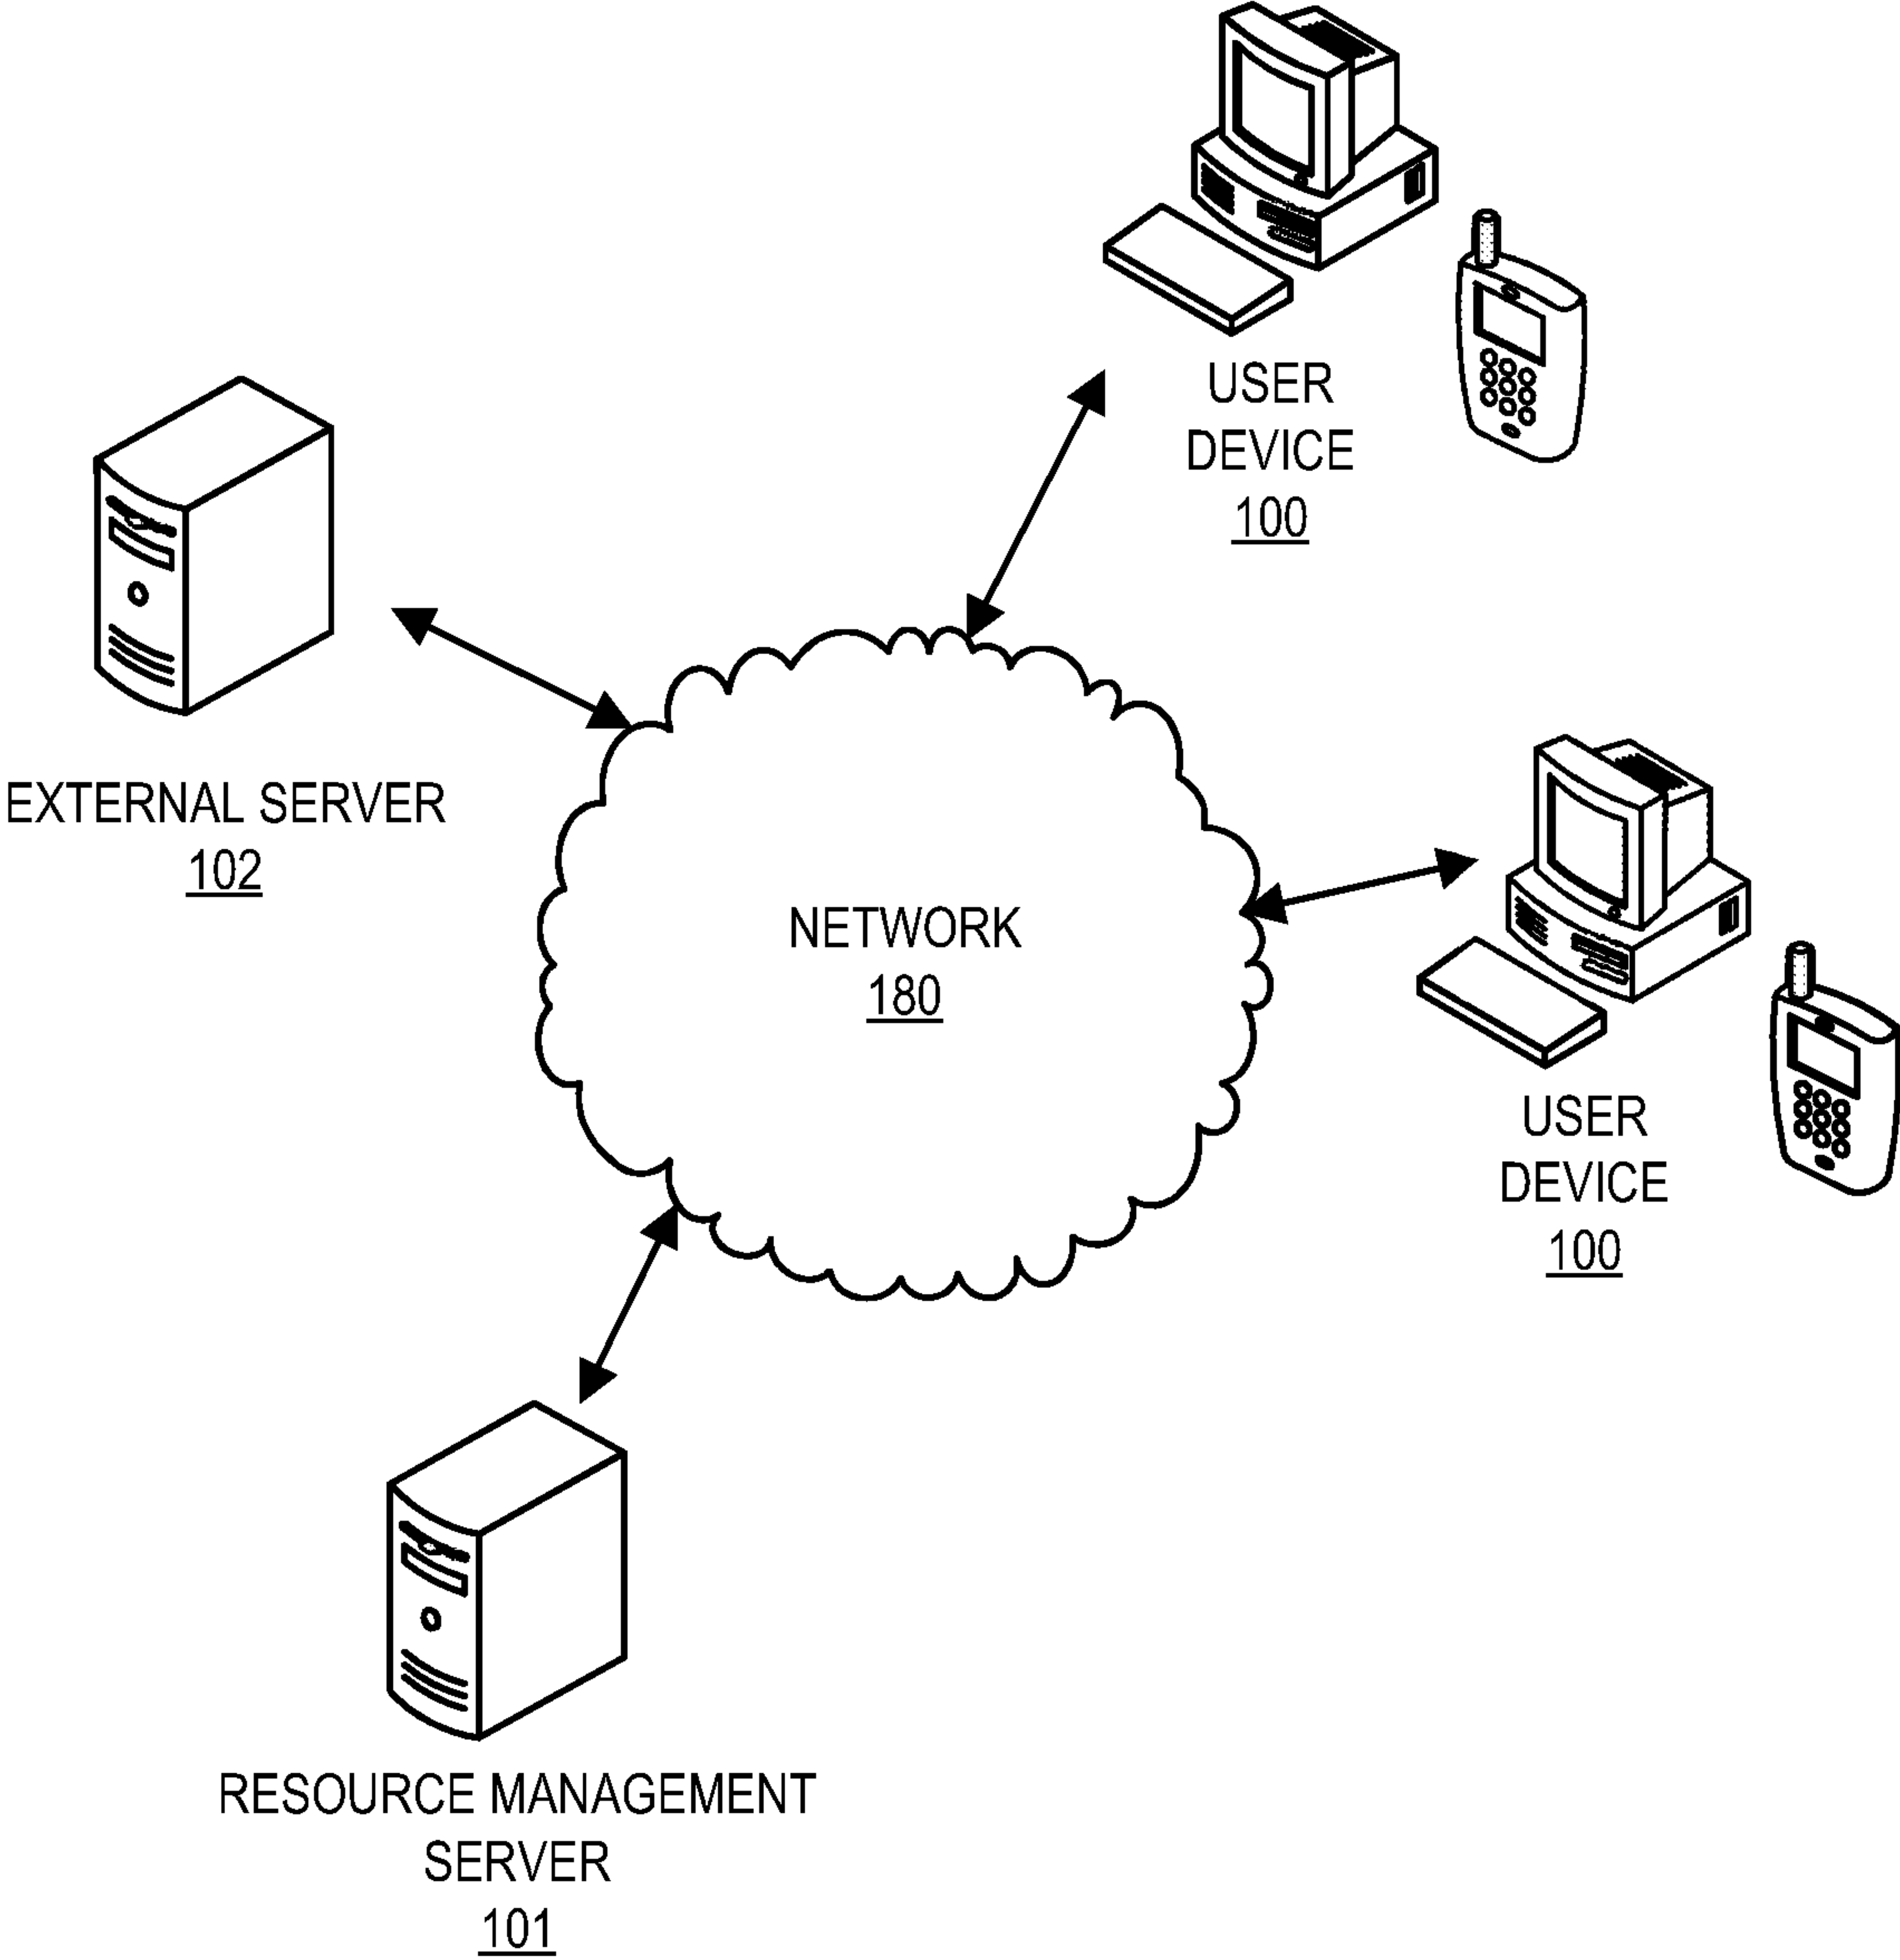 USER
DEVICE
100
EXTERNAL SERVER
102
NETWORK
180
USER
DEVICE
100
RESOURCE MANAGEMENT
SERVER
101